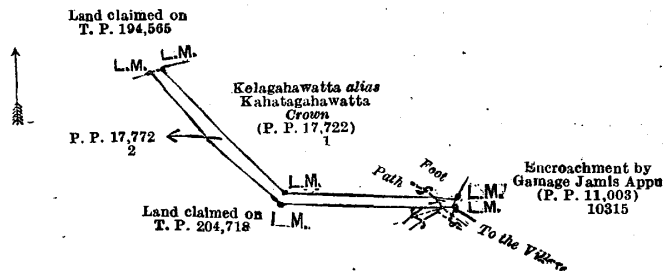 Land claimed on
T. P. 194,565
L.M.
L.M.
Kelagahawatta alias
Kahatagahawatta
Crown
(P. P. 17,722)
1
P. P. 17,772
2
Foot
Path
L.M.
L.M.
L.M.
L.M.
Encroachment by
Gamage Jamis Appu
(P. P. 11,003)
10315
Land claimed on
T. P. 204,718
To the Village